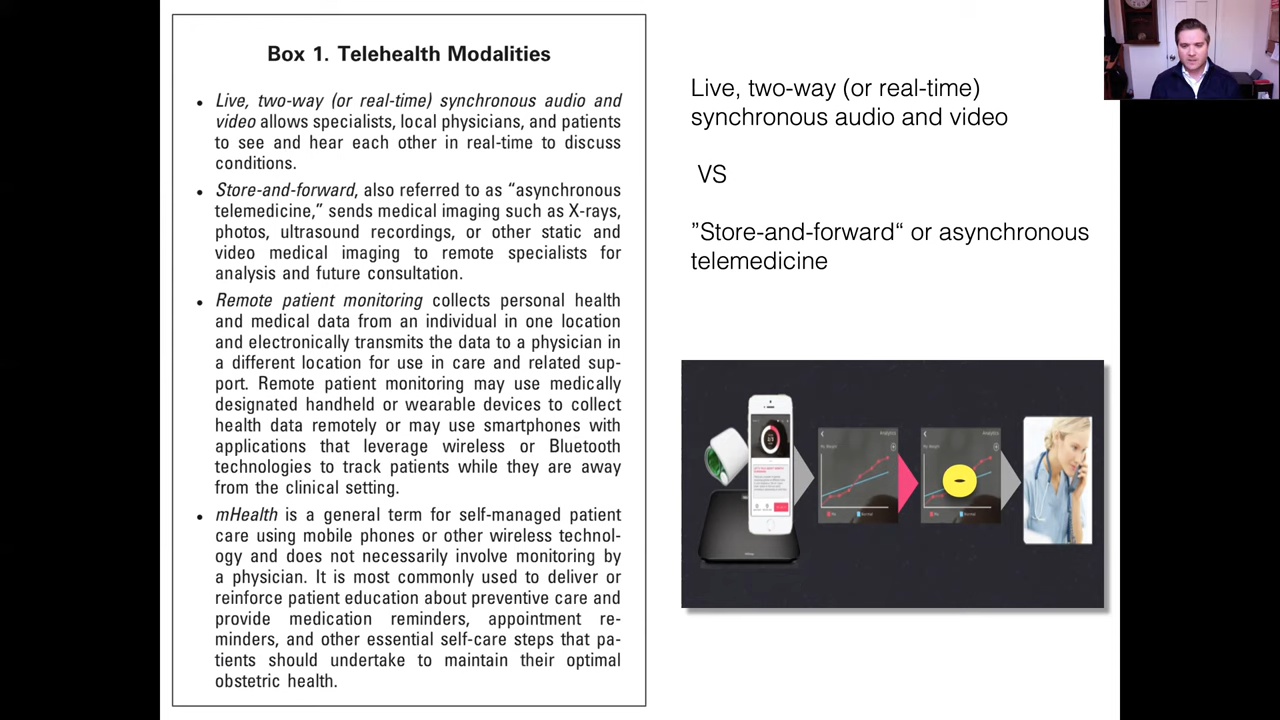 Box 1. Telehealth Modalities
• Live, two-way (or real-time) synchronous audio and
video allows specialists, local physicians, and patients
to see and hear each other in real-time to discuss
conditions.
• Store-and-forward, also referred to as “asynchronous
telemedicine,” sends medical imaging such as X-rays,
photos, ultrasound recordings, or other static and
video medical imaging to remote specialists for
analysis and future consultation.
• Remote patient monitoring collects personal health
and medical data from an individual in one location
and electronically transmits the data to a physician in
a different location for use in care and related sup-
port. Remote patient monitoring may use medically
designated handheld or wearable devices to collect
health data remotely or may use smartphones with
applications that leverage wireless or Bluetooth
technologies to track patients while they are away
from the clinical setting.
• mHealth is a general term for self-managed patient
care using mobile phones or other wireless technol-
ogy and does not necessarily involve monitoring by
a physician. It is most commonly used to deliver or
reinforce patient education about preventive care and
provide medication reminders, appointment re-
minders, and other essential self-care steps that pa-
tients should undertake to maintain their optimal
obstetric health.
Live, two-way (or real-time)
synchronous audio and video
VS
”Store-and-forward“ or asynchronous
telemedicine
Analytics
My Weight
Me Normal
Analytics
My Weight
Me Normal